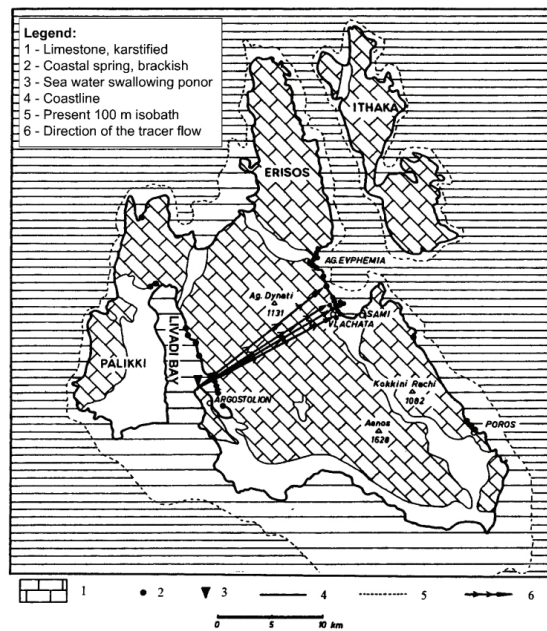 Legend:
1 - Limestone, karstified
2 - Coastal spring, brackish
3 - Sea water swallowing ponor
4 - Coastline
5 - Present 100 m isobath
6 - Direction of the tracer flow
ITHAKA
ERISOS
AG. EVPHEMIA
Ag. Dynati
1131
SAMI
VLACHATA
LIVADI BAY
PALIKKI
Kokkini Rachi
1082
ARGOSTOLION
Aenos
1628
POROS
1 2 3 4 5 6
0 5 10 km